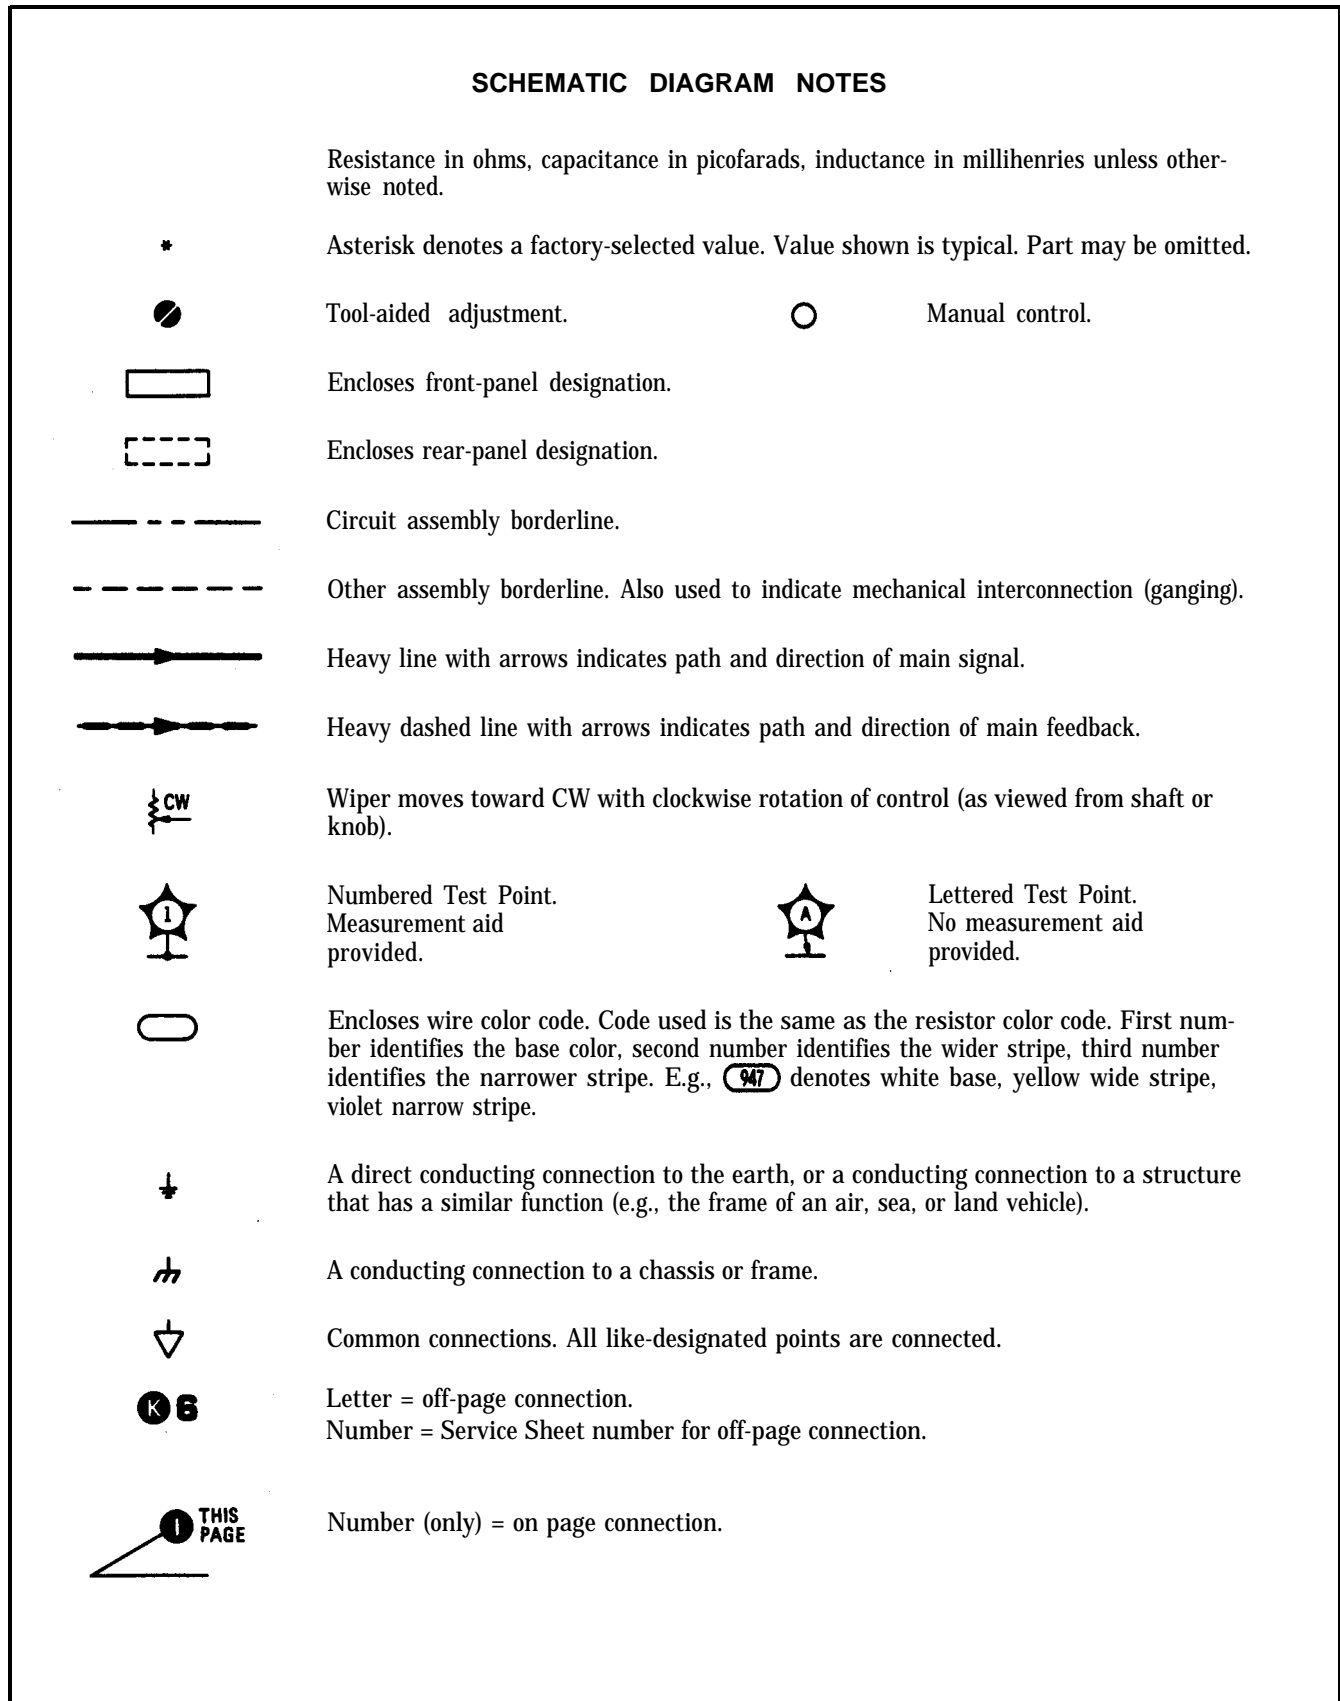 SCHEMATIC DIAGRAM NOTES
Resistance in ohms, capacitance in picofarads, inductance in millihenries unless other-
wise noted.
* Asterisk denotes a factory-selected value. Value shown is typical. Part may be omitted.
Tool-aided adjustment. Manual control.
Encloses front-panel designation.
Encloses rear-panel designation.
Circuit assembly borderline.
Other assembly borderline. Also used to indicate mechanical interconnection (ganging).
Heavy line with arrows indicates path and direction of main signal.
Heavy dashed line with arrows indicates path and direction of main feedback.
CW Wiper moves toward CW with clockwise rotation of control (as viewed from shaft or
knob).
1 Numbered Test Point.
Measurement aid
provided.
A Lettered Test Point.
No measurement aid
provided.
Encloses wire color code. Code used is the same as the resistor color code. First num-
ber identifies the base color, second number identifies the wider stripe, third number
identifies the narrower stripe. E.g., 947 denotes white base, yellow wide stripe,
violet narrow stripe.
A direct conducting connection to the earth, or a conducting connection to a structure
that has a similar function (e.g., the frame of an air, sea, or land vehicle).
A conducting connection to a chassis or frame.
Common connections. All like-designated points are connected.
K 6 Letter = off-page connection.
Number = Service Sheet number for off-page connection.
1 THIS
PAGE
Number (only) = on page connection.